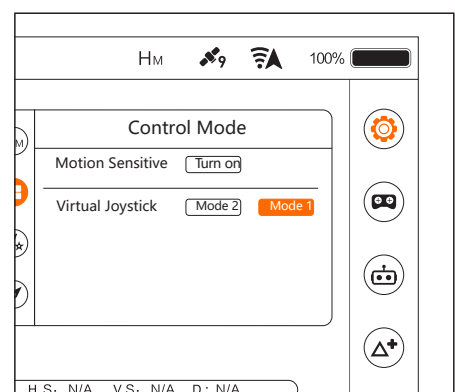 HM 9 100%
Control Mode
M
Motion Sensitive Turn on
Virtual Joystick Mode 2 Mode 1
H.S: N/A V.S: N/A D: N/A